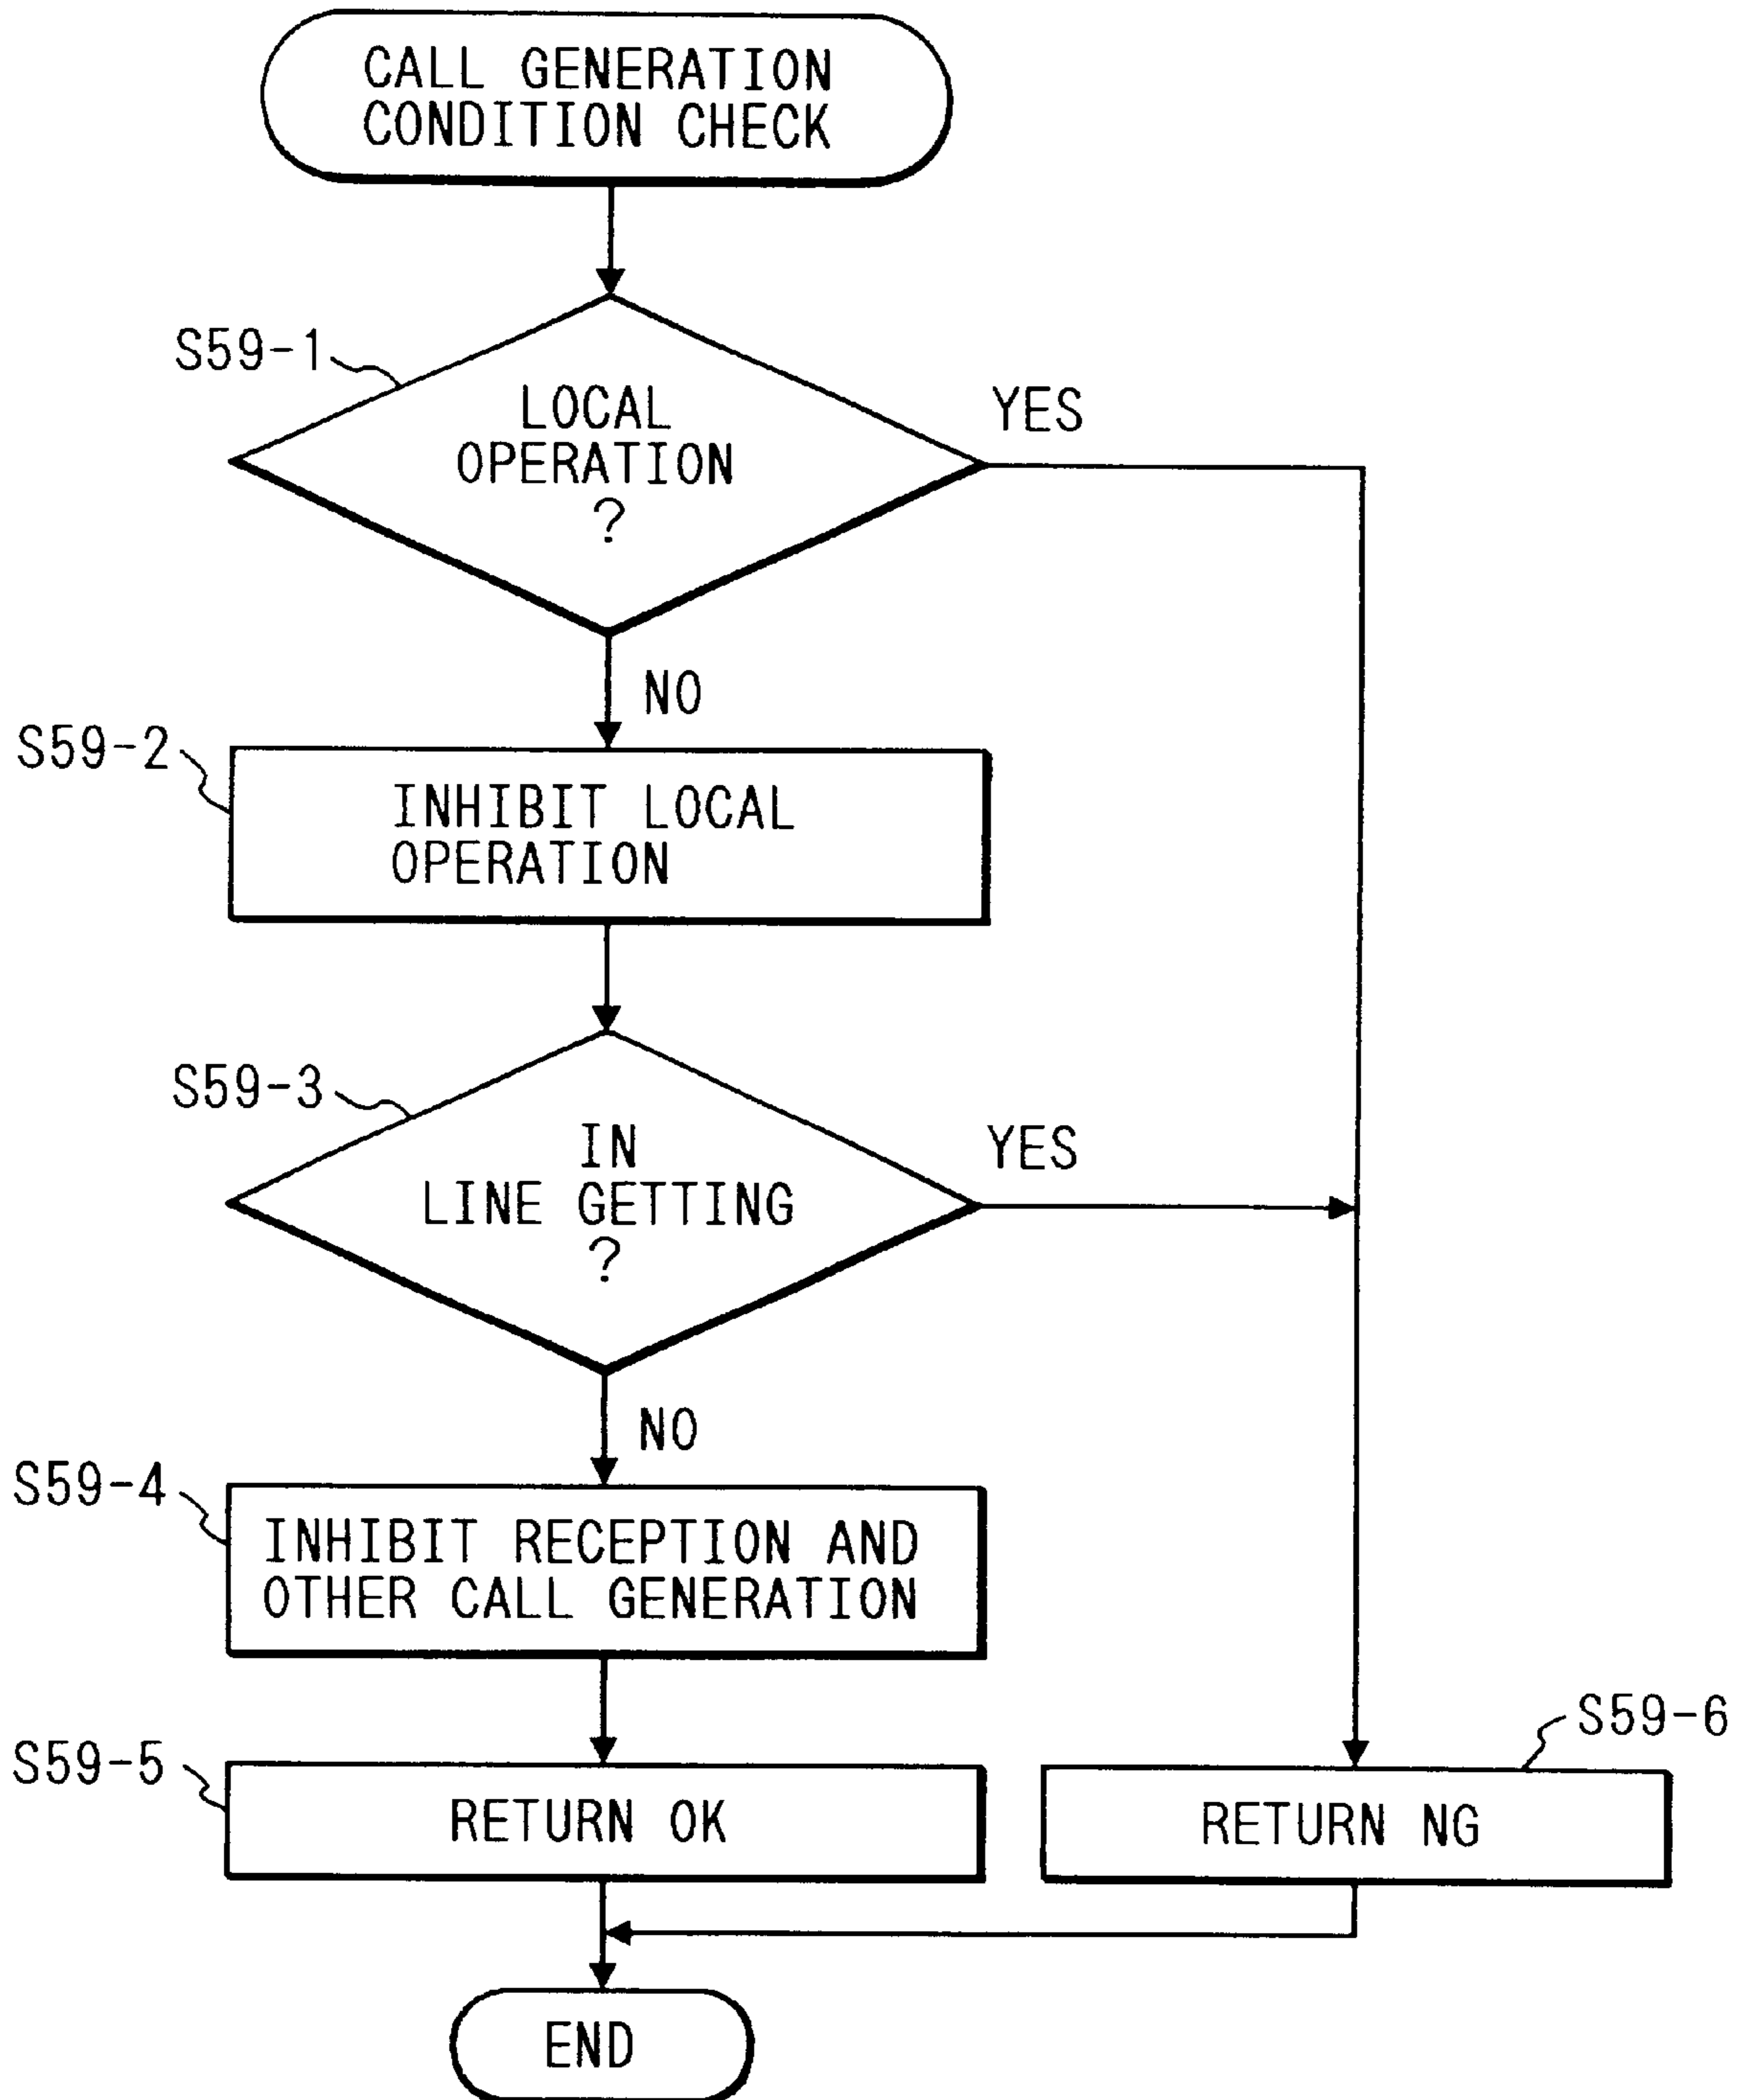 CALL GENERATION
CONDITION CHECK
S59-1
LOCAL
OPERATION
?
YES
NO
S59-2
INHIBIT LOCAL
OPERATION
S59-3
IN
LINE GETTING
?
YES
NO
S59-4
INHIBIT RECEPTION AND
OTHER CALL GENERATION
S59-5
RETURN OK
S59-6
RETURN NG
END